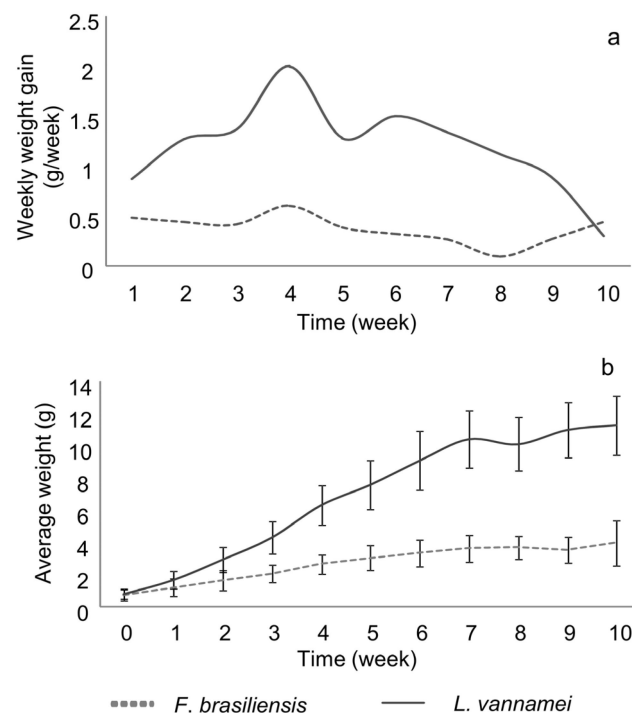 a
Weekly weight gain
(g/week)
2.5
2
1.5
1
0.5
0
1 2 3 4 5 6 7 8 9 10
Time (week)
b
Average weight (g)
14
12
10
8
6
4
2
0
0 1 2 3 4 5 6 7 8 9 10
Time (week)
F. brasiliensis L. vannamei